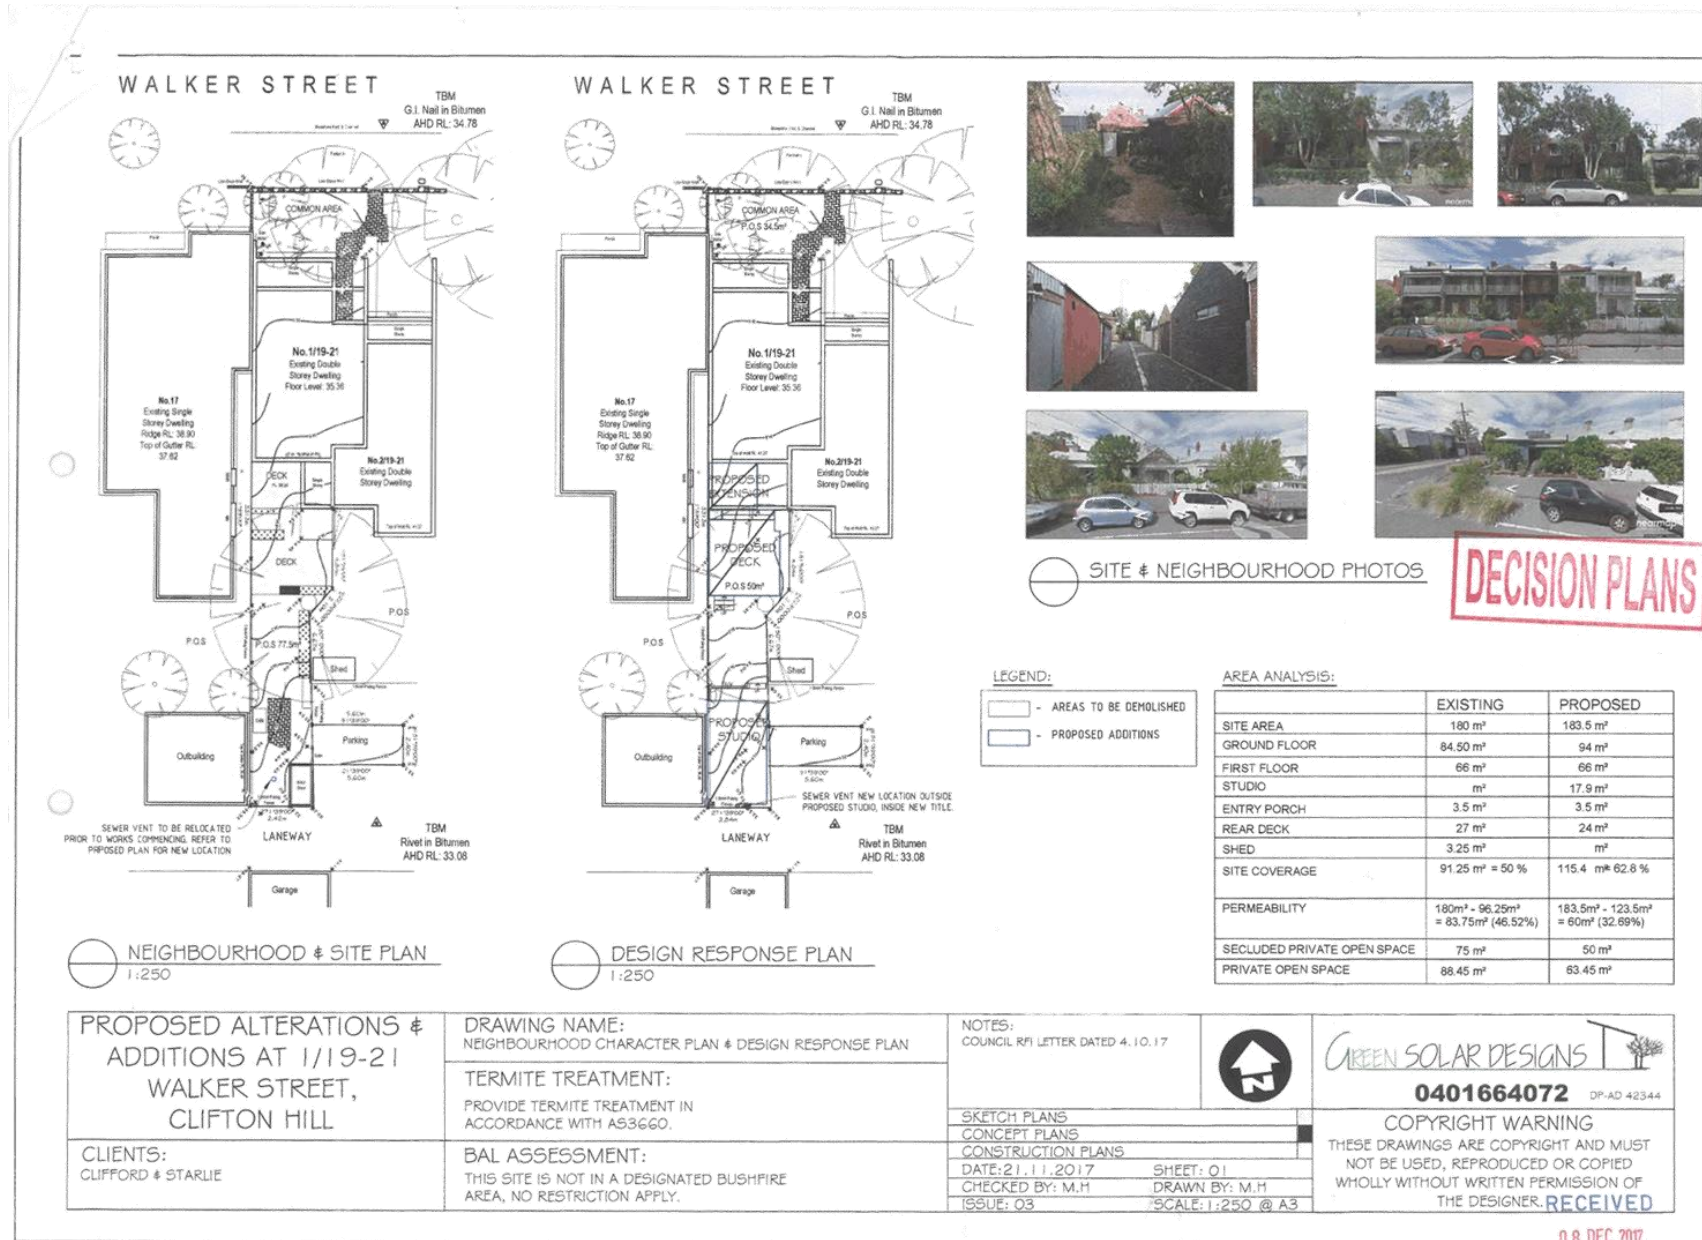 WALKER STREET
TBM
G.I. Nail in Bitumen
AHD RL: 34.78
COMMON AREA
No.1/19-21
Existing Double
Storey Dwelling
Floor Level: 35.36
No.17
Existing Single
Storey Dwelling
Ridge RL: 38.90
Top of Gutter RL:
37.62
No.2/19-21
Existing Double
Storey Dwelling
DECK
DECK
P.O.S
P.O.S
P.O.S 77.5m²
Shed
Outbuilding
Parking
SEWER VENT TO BE RELOCATED
PRIOR TO WORKS COMMENCING. REFER TO
PRPOSED PLAN FOR NEW LOCATION
LANEWAY
TBM
Rivet in Bitumen
AHD RL: 33.08
Garage
NEIGHBOURHOOD & SITE PLAN
1:250
WALKER STREET
TBM
G.I. Nail in Bitumen
AHD RL: 34.78
COMMON AREA
P.O.S 34.5m²
No.1/19-21
Existing Double
Storey Dwelling
Floor Level: 35.36
No.17
Existing Single
Storey Dwelling
Ridge RL: 38.90
Top of Gutter RL:
37.62
No.2/19-21
Existing Double
Storey Dwelling
PROPOSED
EXTENSION
PROPOSED
DECK
P.O.S 50m²
P.O.S
P.O.S
Shed
PROPOSED
STUDIO
Outbuilding
Parking
SEWER VENT NEW LOCATION OUTSIDE
PROPOSED STUDIO, INSIDE NEW TITLE.
LANEWAY
TBM
Rivet in Bitumen
AHD RL: 33.08
Garage
DESIGN RESPONSE PLAN
1:250
nearmap
SITE & NEIGHBOURHOOD PHOTOS
DECISION PLANS
LEGEND:
- AREAS TO BE DEMOLISHED
- PROPOSED ADDITIONS
AREA ANALYSIS:
EXISTING PROPOSED
SITE AREA 180 m² 183.5 m²
GROUND FLOOR 84.50 m² 94 m²
FIRST FLOOR 66 m² 66 m²
STUDIO m² 17.9 m²
ENTRY PORCH 3.5 m² 3.5 m²
REAR DECK 27 m² 24 m²
SHED 3.25 m² m²
SITE COVERAGE 91.25 m² = 50 % 115.4 m²= 62.8 %
PERMEABILITY 180m² - 96.25m² 183.5m² - 123.5m²
= 83.75m² (46.52%) = 60m² (32.69%)
SECLUDED PRIVATE OPEN SPACE 75 m² 50 m²
PRIVATE OPEN SPACE 88.45 m² 63.45 m²
PROPOSED ALTERATIONS &
ADDITIONS AT 1/19-21
WALKER STREET,
CLIFTON HILL
CLIENTS:
CLIFFORD & STARLIE
DRAWING NAME:
NEIGHBOURHOOD CHARACTER PLAN & DESIGN RESPONSE PLAN
TERMITE TREATMENT:
PROVIDE TERMITE TREATMENT IN
ACCORDANCE WITH AS3660.
BAL ASSESSMENT:
THIS SITE IS NOT IN A DESIGNATED BUSHFIRE
AREA, NO RESTRICTION APPLY.
NOTES:
COUNCIL RFI LETTER DATED 4.10.17
N
SKETCH PLANS
CONCEPT PLANS
CONSTRUCTION PLANS
DATE:21.11.2017 SHEET: 01
CHECKED BY: M.H DRAWN BY: M.H
ISSUE: 03 SCALE: 1:250 @ A3
GREEN SOLAR DESIGNS
0401664072 DP-AD 42344
COPYRIGHT WARNING
THESE DRAWINGS ARE COPYRIGHT AND MUST
NOT BE USED, REPRODUCED OR COPIED
WHOLLY WITHOUT WRITTEN PERMISSION OF
THE DESIGNER.
RECEIVED
08 DEC 2017